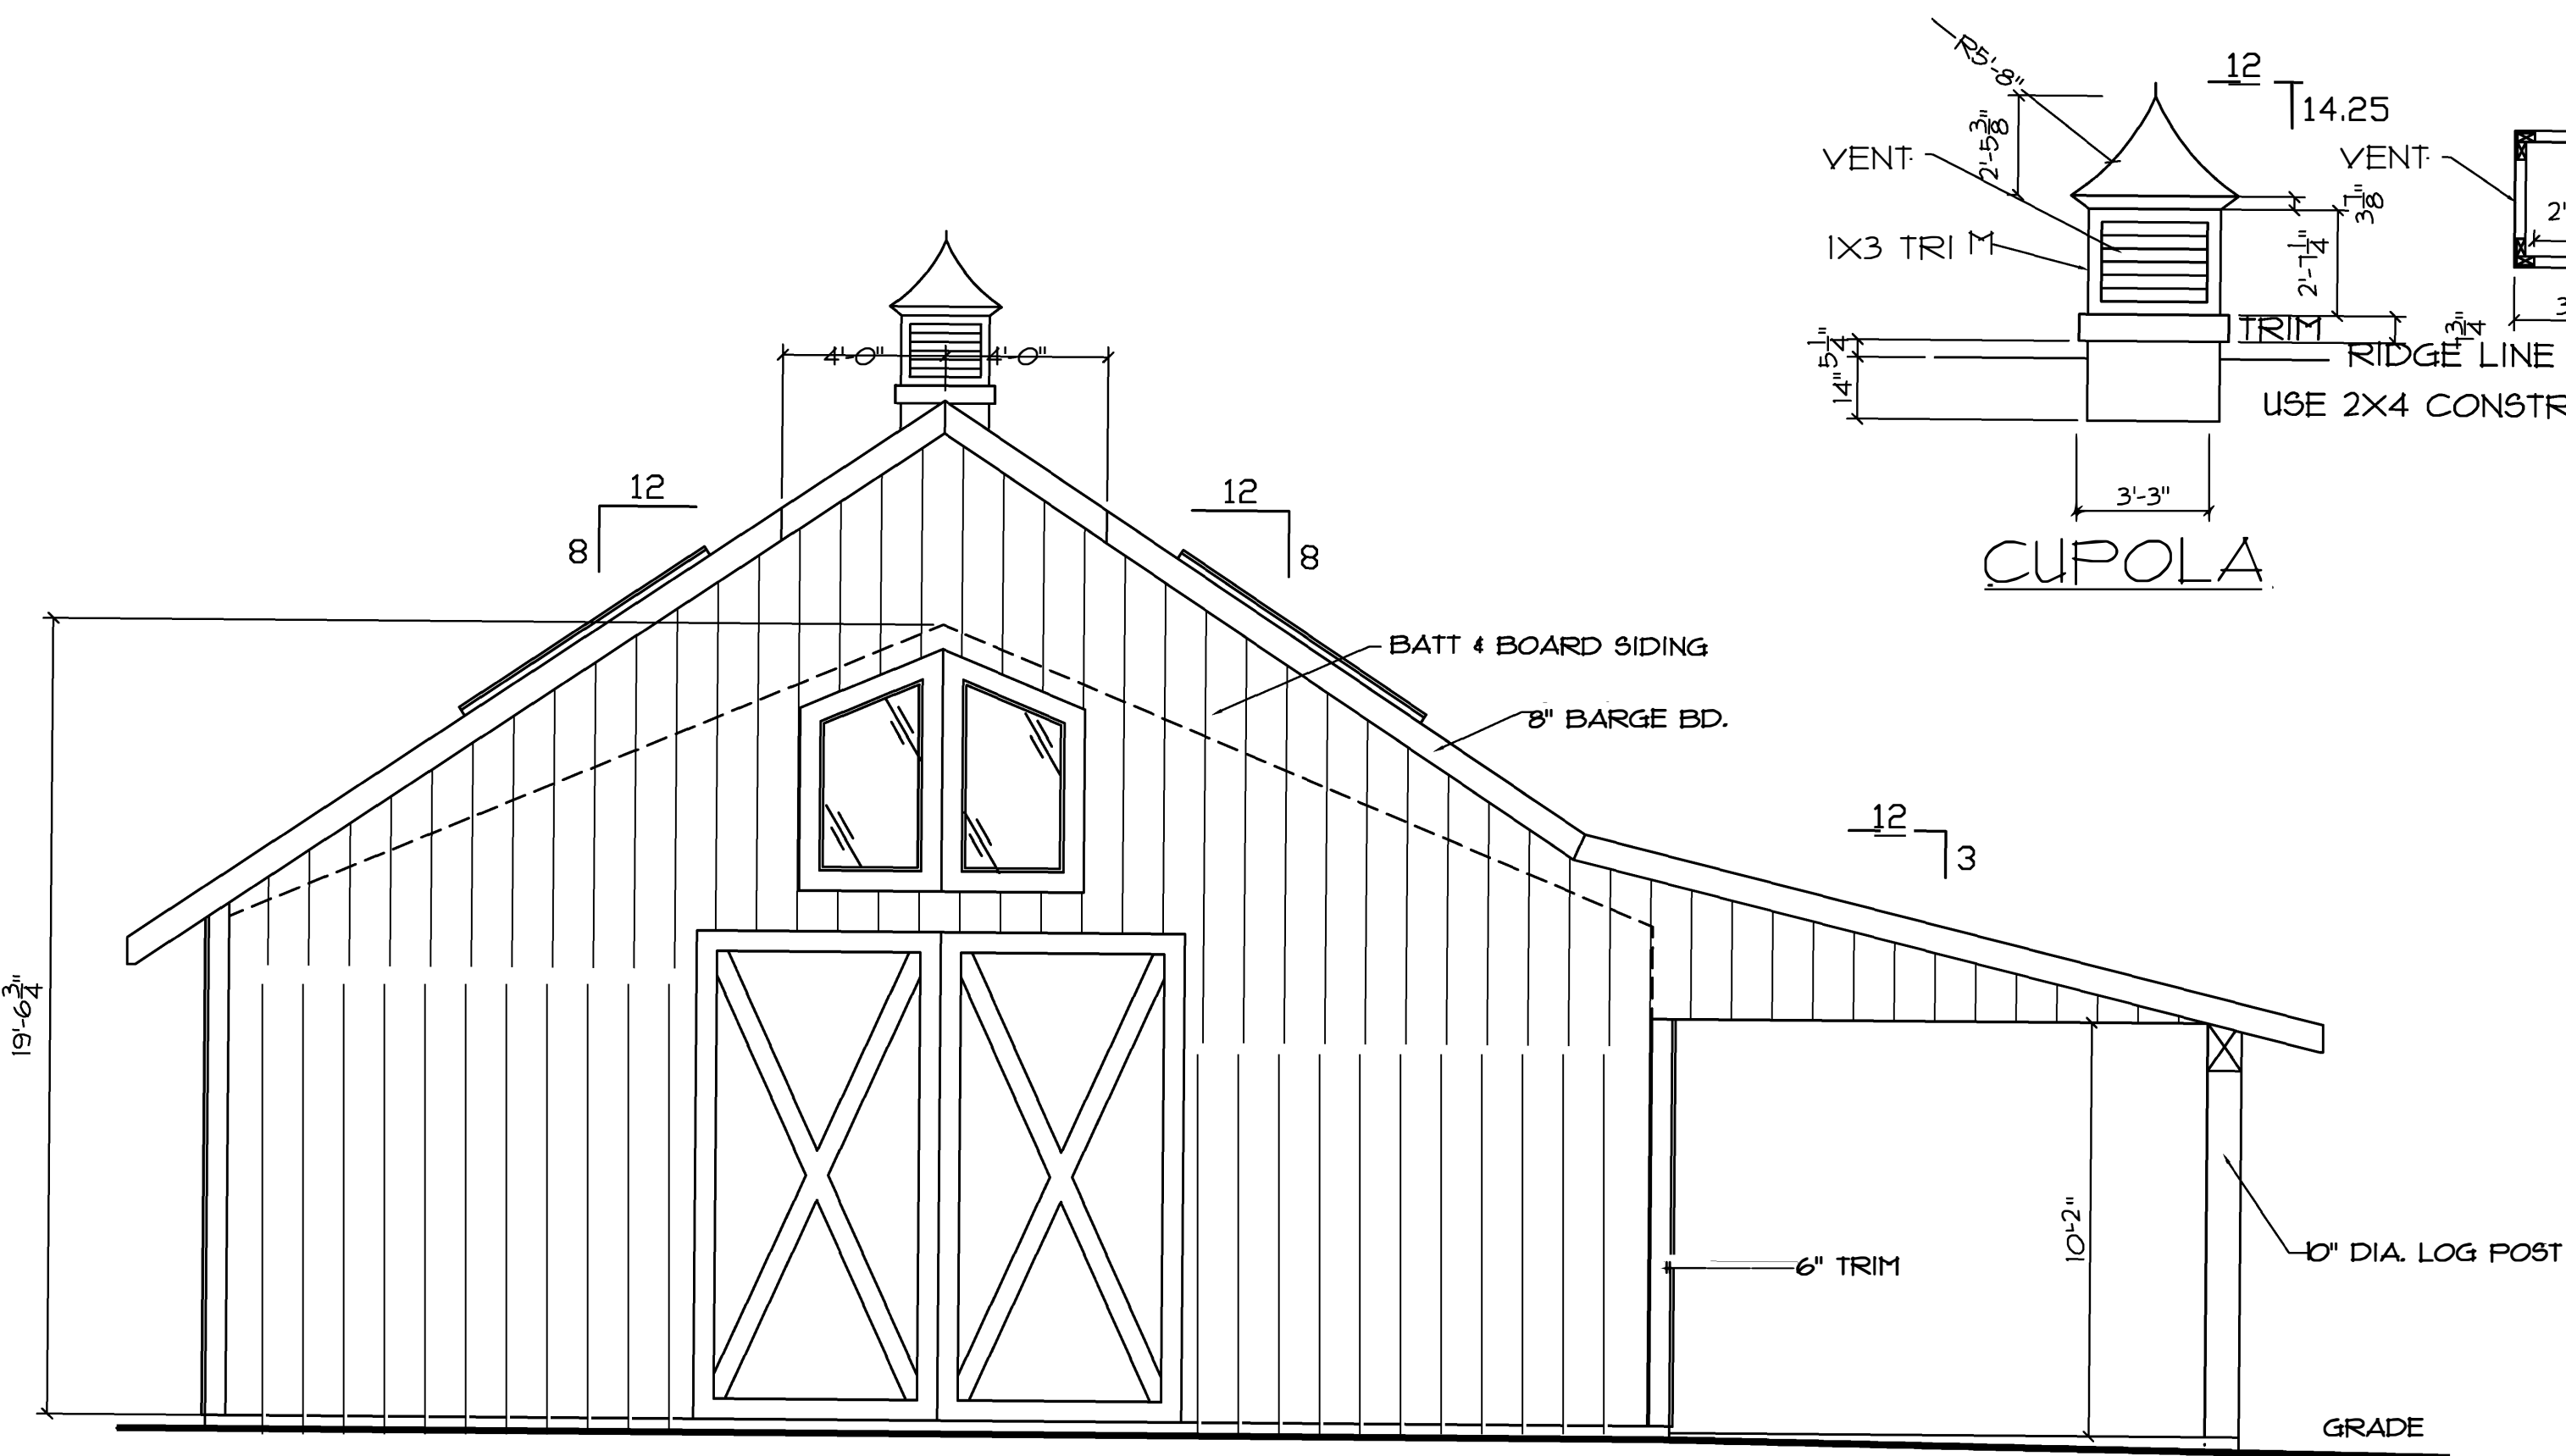 R5'-8"
12
14.25
2'-5 3/8"
VENT
VENT
3 7/8"
2'
1X3 TRIM
2'-7 1/4"
TRIM
7 3/4"
5 1/4"
RIDGE LINE
14"
USE 2X4 CONSTR
3'-3"
CUPOLA
4'-0"
4'-0"
12
8
12
8
BATT & BOARD SIDING
8" BARGE BD.
12
3
19'-6 3/4"
10'-2"
10" DIA. LOG POST
6" TRIM
GRADE